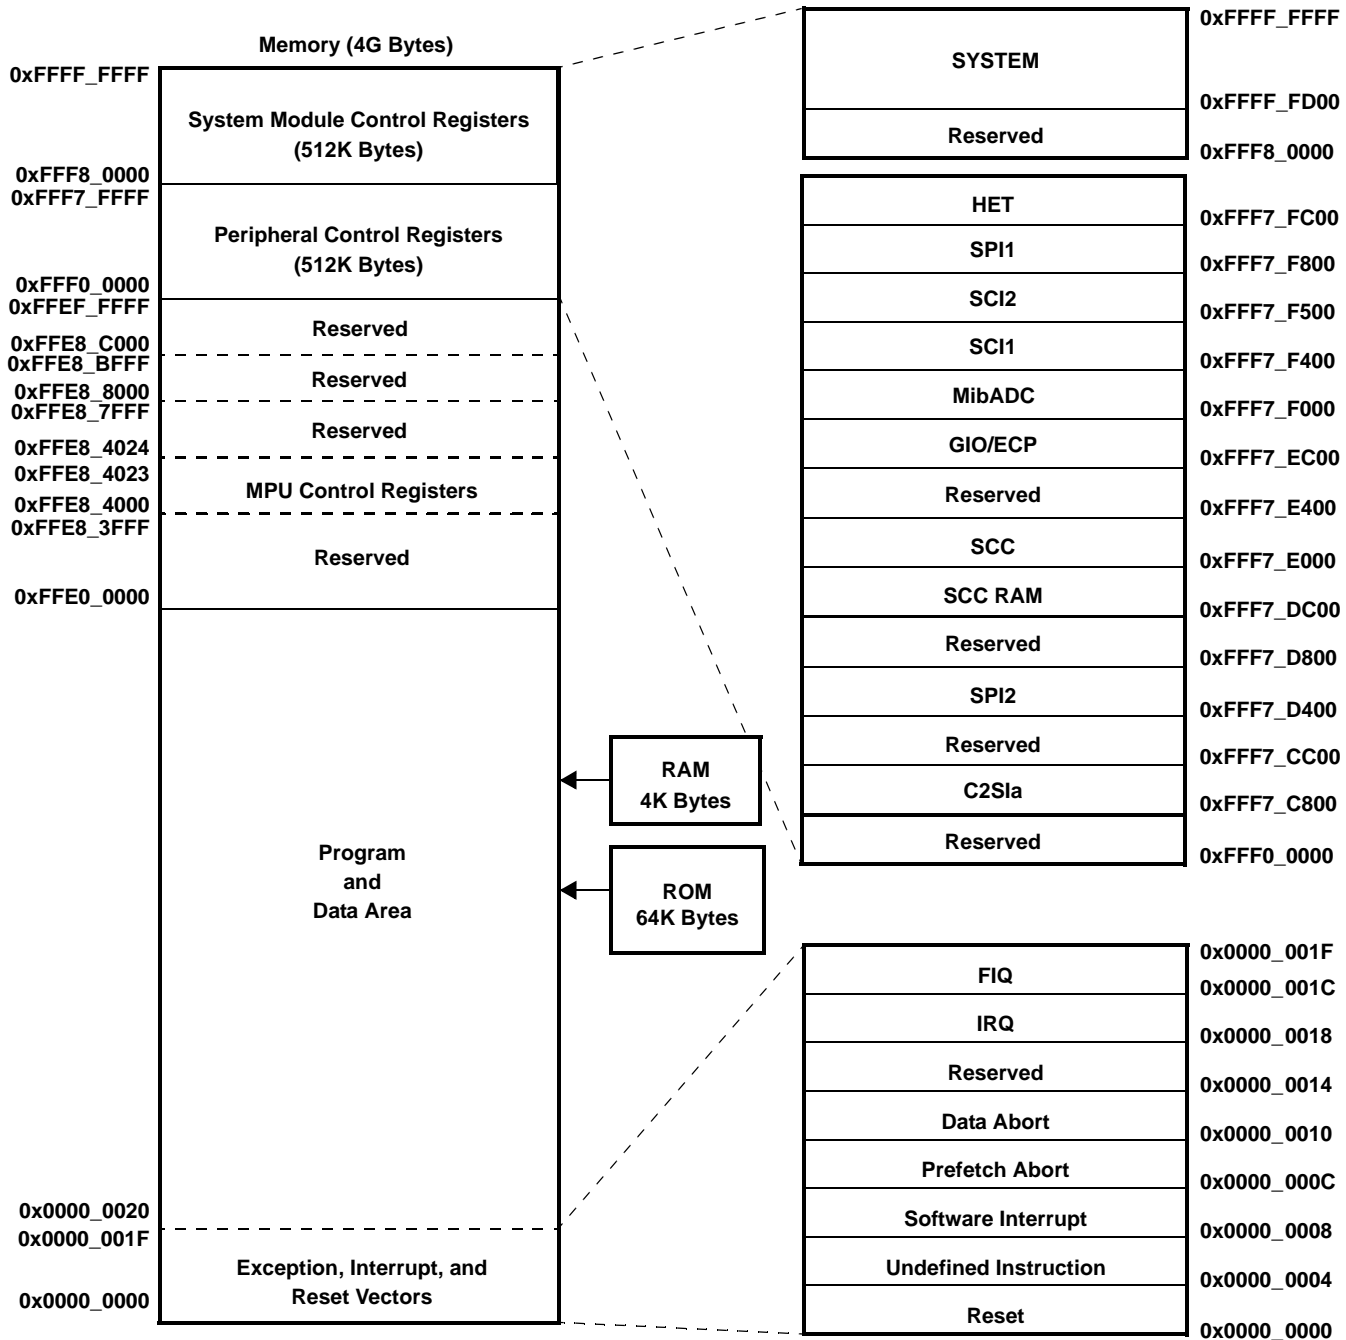 Memory (4G Bytes)
0xFFFF_FFFF
System Module Control Registers
(512K Bytes)
0xFFF8_0000
0xFFF7_FFFF
Peripheral Control Registers
(512K Bytes)
0xFFF0_0000
0xFFEF_FFFF
Reserved
0xFFE8_C000
0xFFE8_BFFF
Reserved
0xFFE8_8000
0xFFE8_7FFF
Reserved
0xFFE8_4024
0xFFE8_4023
MPU Control Registers
0xFFE8_4000
0xFFE8_3FFF
Reserved
0xFFE0_0000
Program
and
Data Area
0x0000_0020
0x0000_001F
Exception, Interrupt, and
Reset Vectors
0x0000_0000
RAM
4K Bytes
ROM
64K Bytes
0xFFFF_FFFF
SYSTEM
0xFFFF_FD00
Reserved
0xFFF8_0000
HET
0xFFF7_FC00
SPI1
0xFFF7_F800
SCI2
0xFFF7_F500
SCI1
0xFFF7_F400
MibADC
0xFFF7_F000
GIO/ECP
0xFFF7_EC00
Reserved
0xFFF7_E400
SCC
0xFFF7_E000
SCC RAM
0xFFF7_DC00
Reserved
0xFFF7_D800
SPI2
0xFFF7_D400
Reserved
0xFFF7_CC00
C2SIa
0xFFF7_C800
Reserved
0xFFF0_0000
0x0000_001F
FIQ
0x0000_001C
IRQ
0x0000_0018
Reserved
0x0000_0014
Data Abort
0x0000_0010
Prefetch Abort
0x0000_000C
Software Interrupt
0x0000_0008
Undefined Instruction
0x0000_0004
Reset
0x0000_0000